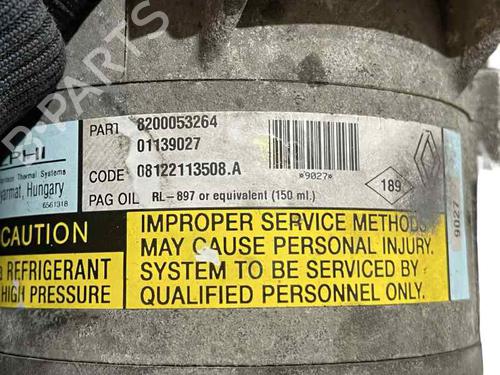 PART 8200053264
01139027
CODE 08122113508.A
PAG OIL RL-897 or equivalent (150 ml.)
*9027*
189
9027
PHI
Thermal Systems
yarmat, Hungary
6561318
CAUTION
REFRIGERANT
HIGH PRESSURE
IMPROPER SERVICE METHODS
MAY CAUSE PERSONAL INJURY.
SYSTEM TO BE SERVICED BY
QUALIFIED PERSONNEL ONLY.
B-PARTS